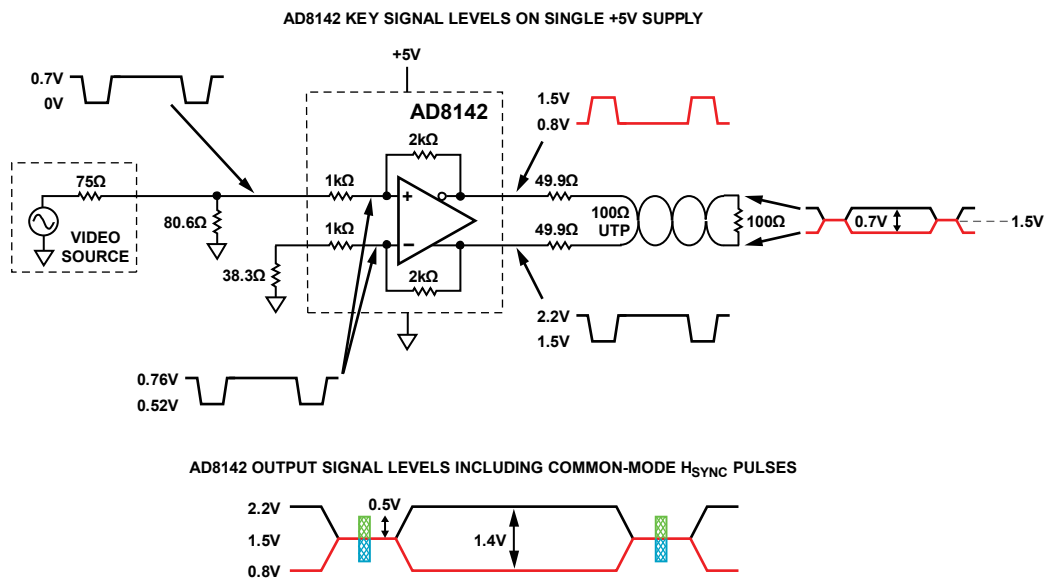 AD8142 KEY SIGNAL LEVELS ON SINGLE +5V SUPPLY
+5V
0.7V
0V
AD8142
1.5V
0.8V
2kΩ
75Ω
1kΩ
49.9Ω
80.6Ω
100Ω
UTP
100Ω
0.7V
1.5V
VIDEO
SOURCE
1kΩ
49.9Ω
38.3Ω
2kΩ
2.2V
1.5V
0.76V
0.52V
AD8142 OUTPUT SIGNAL LEVELS INCLUDING COMMON-MODE HSYNC PULSES
2.2V
0.5V
1.5V
1.4V
0.8V